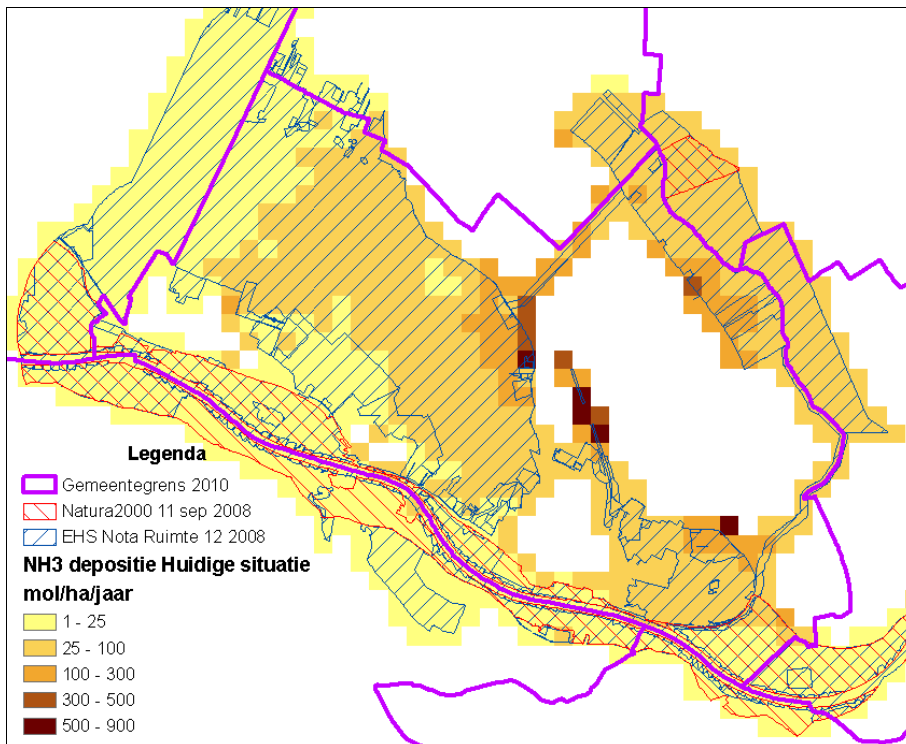 Legenda
Gemeentegrens 2010
Natura2000 11 sep 2008
EHS Nota Ruimte 12 2008
NH3 depositie Huidige situatie
mol/ha/jaar
1 - 25
25 - 100
100 - 300
300 - 500
500 - 900